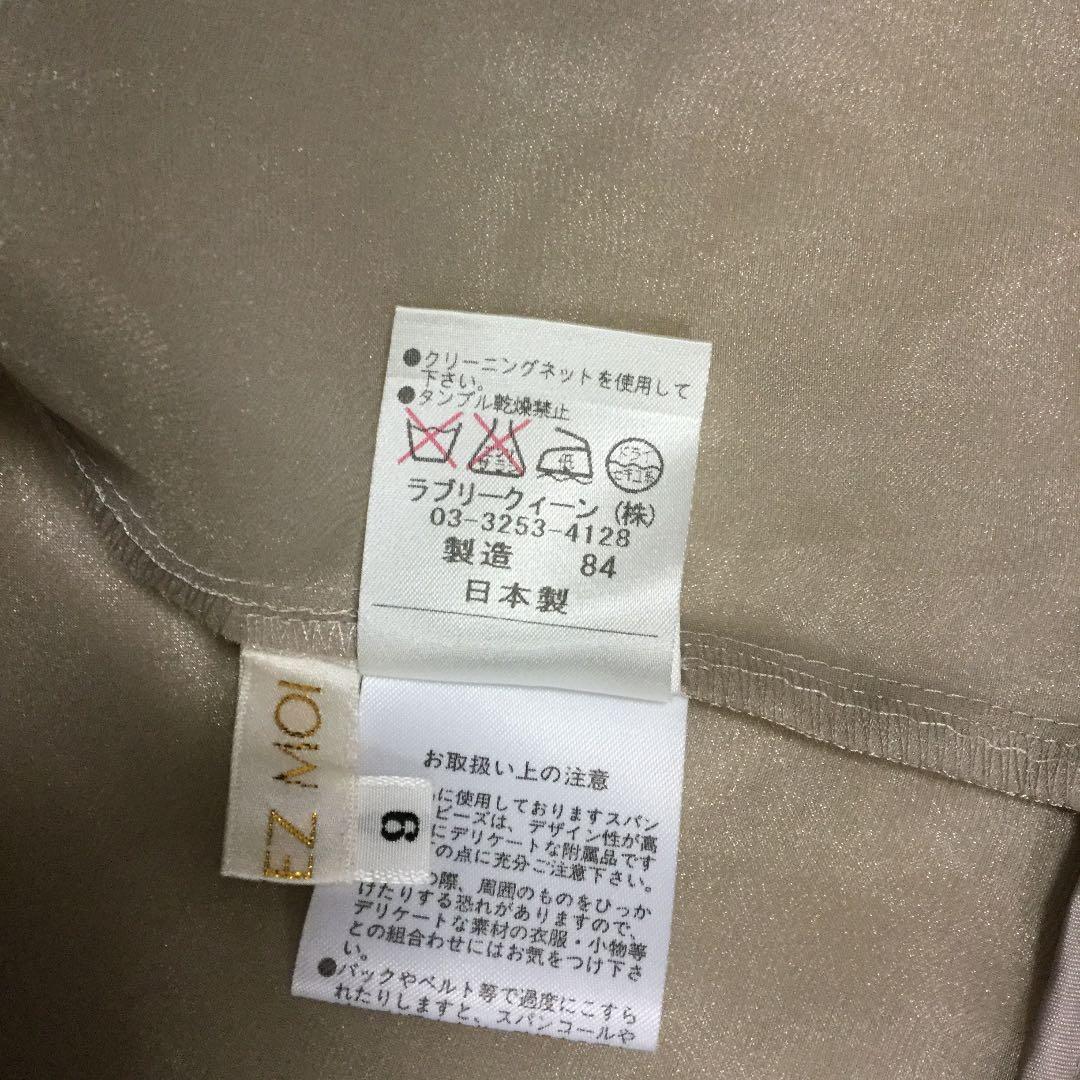 ●クリーニングネットを使用して
下さい。
●タンブル乾燥禁止
低
ドライ
セキユ系
ラブリークィーン(株)
03-3253-4128
製造 84
日本製
EZ MOI
9
お取扱い上の注意
に使用しておりますスパン
ビーズは、デザイン性が高
にデリケートな附属品です
の点に充分ご注意下さい。
の際、周囲のものをひっか
けたりする恐れがありますので、
デリケートな素材の衣服・小物等
との組合わせにはお気をつけ下さ
い。
●バックやベルト等で過度にこすら
れたりしますと、スパンコールや